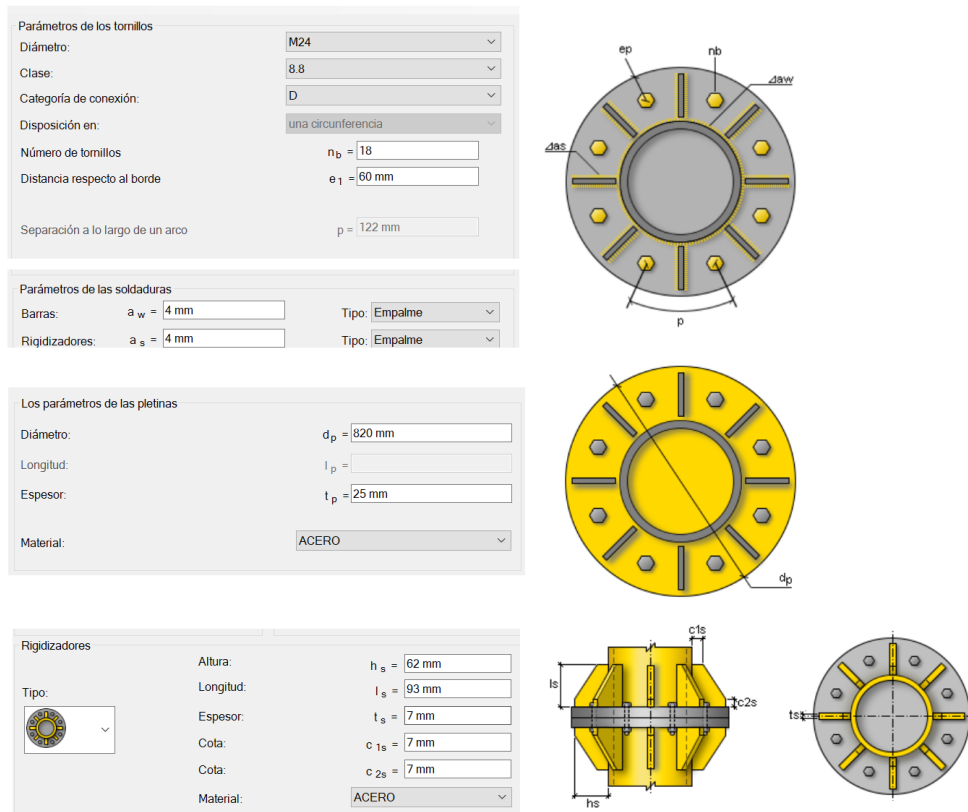 Parámetros de los tornillos
Diámetro: M24
Clase: 8.8
Categoría de conexión: D
Disposición en: una circunferencia
Número de tornillos n b = 18
Distancia respecto al borde e 1 = 60 mm
Separación a lo largo de un arco p = 122 mm
ep nb
⊿aw
⊿as
p
Parámetros de las soldaduras
Barras: a w = 4 mm Tipo: Empalme
Rigidizadores: a s = 4 mm Tipo: Empalme
Los parámetros de las pletinas
Diámetro: d p = 820 mm
Longitud: l p =
Espesor: t p = 25 mm
Material: ACERO
dp
Rigidizadores
Altura: h s = 62 mm
Tipo:
Longitud: l s = 93 mm
Espesor: t s = 7 mm
Cota: c 1s = 7 mm
Cota: c 2s = 7 mm
Material: ACERO
c1s
ls
c2s
hs
ts